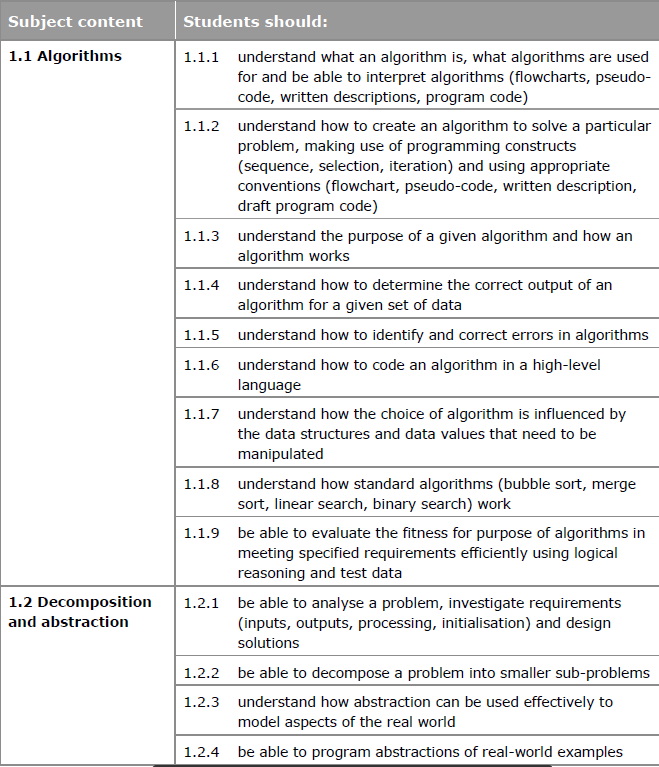 Subject content Students should:
1.1 Algorithms 1.1.1 understand what an algorithm is, what algorithms are used
for and be able to interpret algorithms (flowcharts, pseudo-
code, written descriptions, program code)
1.1.2 understand how to create an algorithm to solve a particular
problem, making use of programming constructs
(sequence, selection, iteration) and using appropriate
conventions (flowchart, pseudo-code, written description,
draft program code)
1.1.3 understand the purpose of a given algorithm and how an
algorithm works
1.1.4 understand how to determine the correct output of an
algorithm for a given set of data
1.1.5 understand how to identify and correct errors in algorithms
1.1.6 understand how to code an algorithm in a high-level
language
1.1.7 understand how the choice of algorithm is influenced by
the data structures and data values that need to be
manipulated
1.1.8 understand how standard algorithms (bubble sort, merge
sort, linear search, binary search) work
1.1.9 be able to evaluate the fitness for purpose of algorithms in
meeting specified requirements efficiently using logical
reasoning and test data
1.2 Decomposition
and abstraction
1.2.1 be able to analyse a problem, investigate requirements
(inputs, outputs, processing, initialisation) and design
solutions
1.2.2 be able to decompose a problem into smaller sub-problems
1.2.3 understand how abstraction can be used effectively to
model aspects of the real world
1.2.4 be able to program abstractions of real-world examples